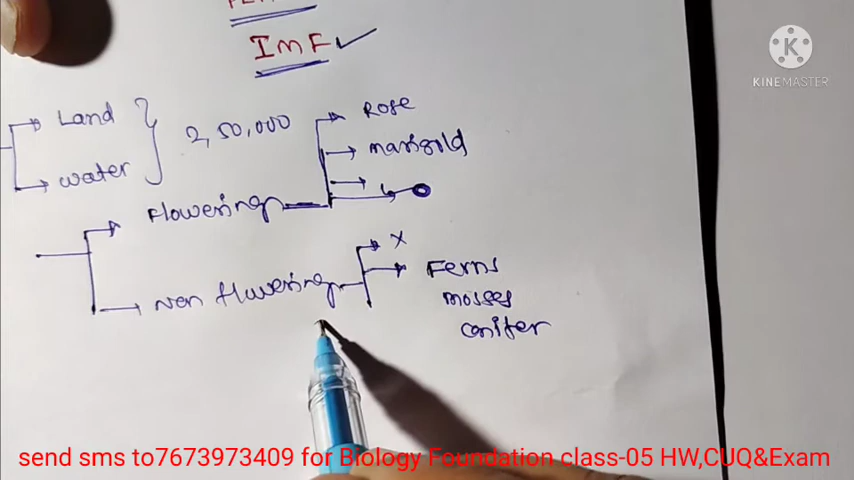 IMF
KINEMASTER
Land
2,50,000
water
Rose
marigold
Flowering
X
Non flowering
Ferns
mosses
conifer
send sms to7673973409 for Biology Foundation class-05 HW,CUQ&Exam